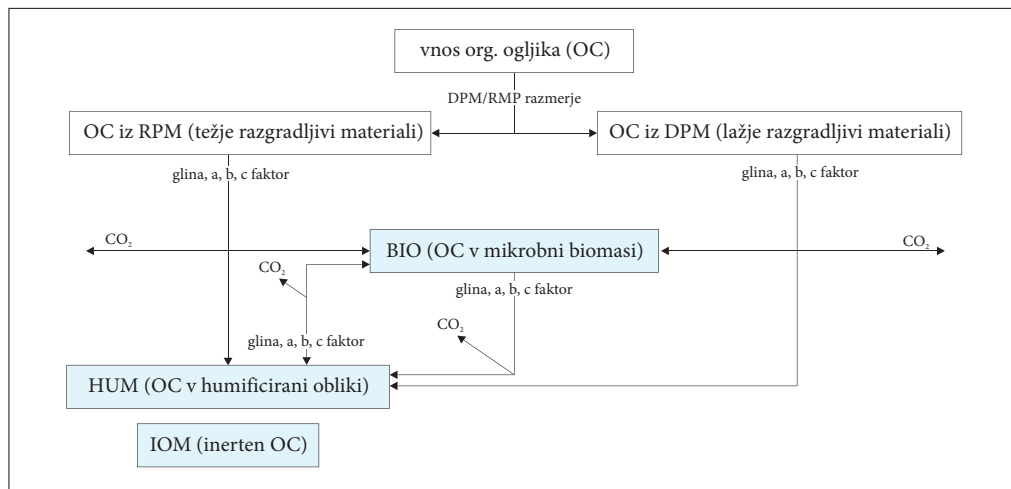 vnos org. ogljika (OC)
DPM/RMP razmerje
OC iz RPM (težje razgradljivi materiali)
OC iz DPM (lažje razgradljivi materiali)
glina, a, b, c faktor
glina, a, b, c faktor
CO₂
BIO (OC v mikrobni biomasi)
CO₂
CO₂
glina, a, b, c faktor
CO₂
glina, a, b, c faktor
HUM (OC v humificirani obliki)
IOM (inerten OC)